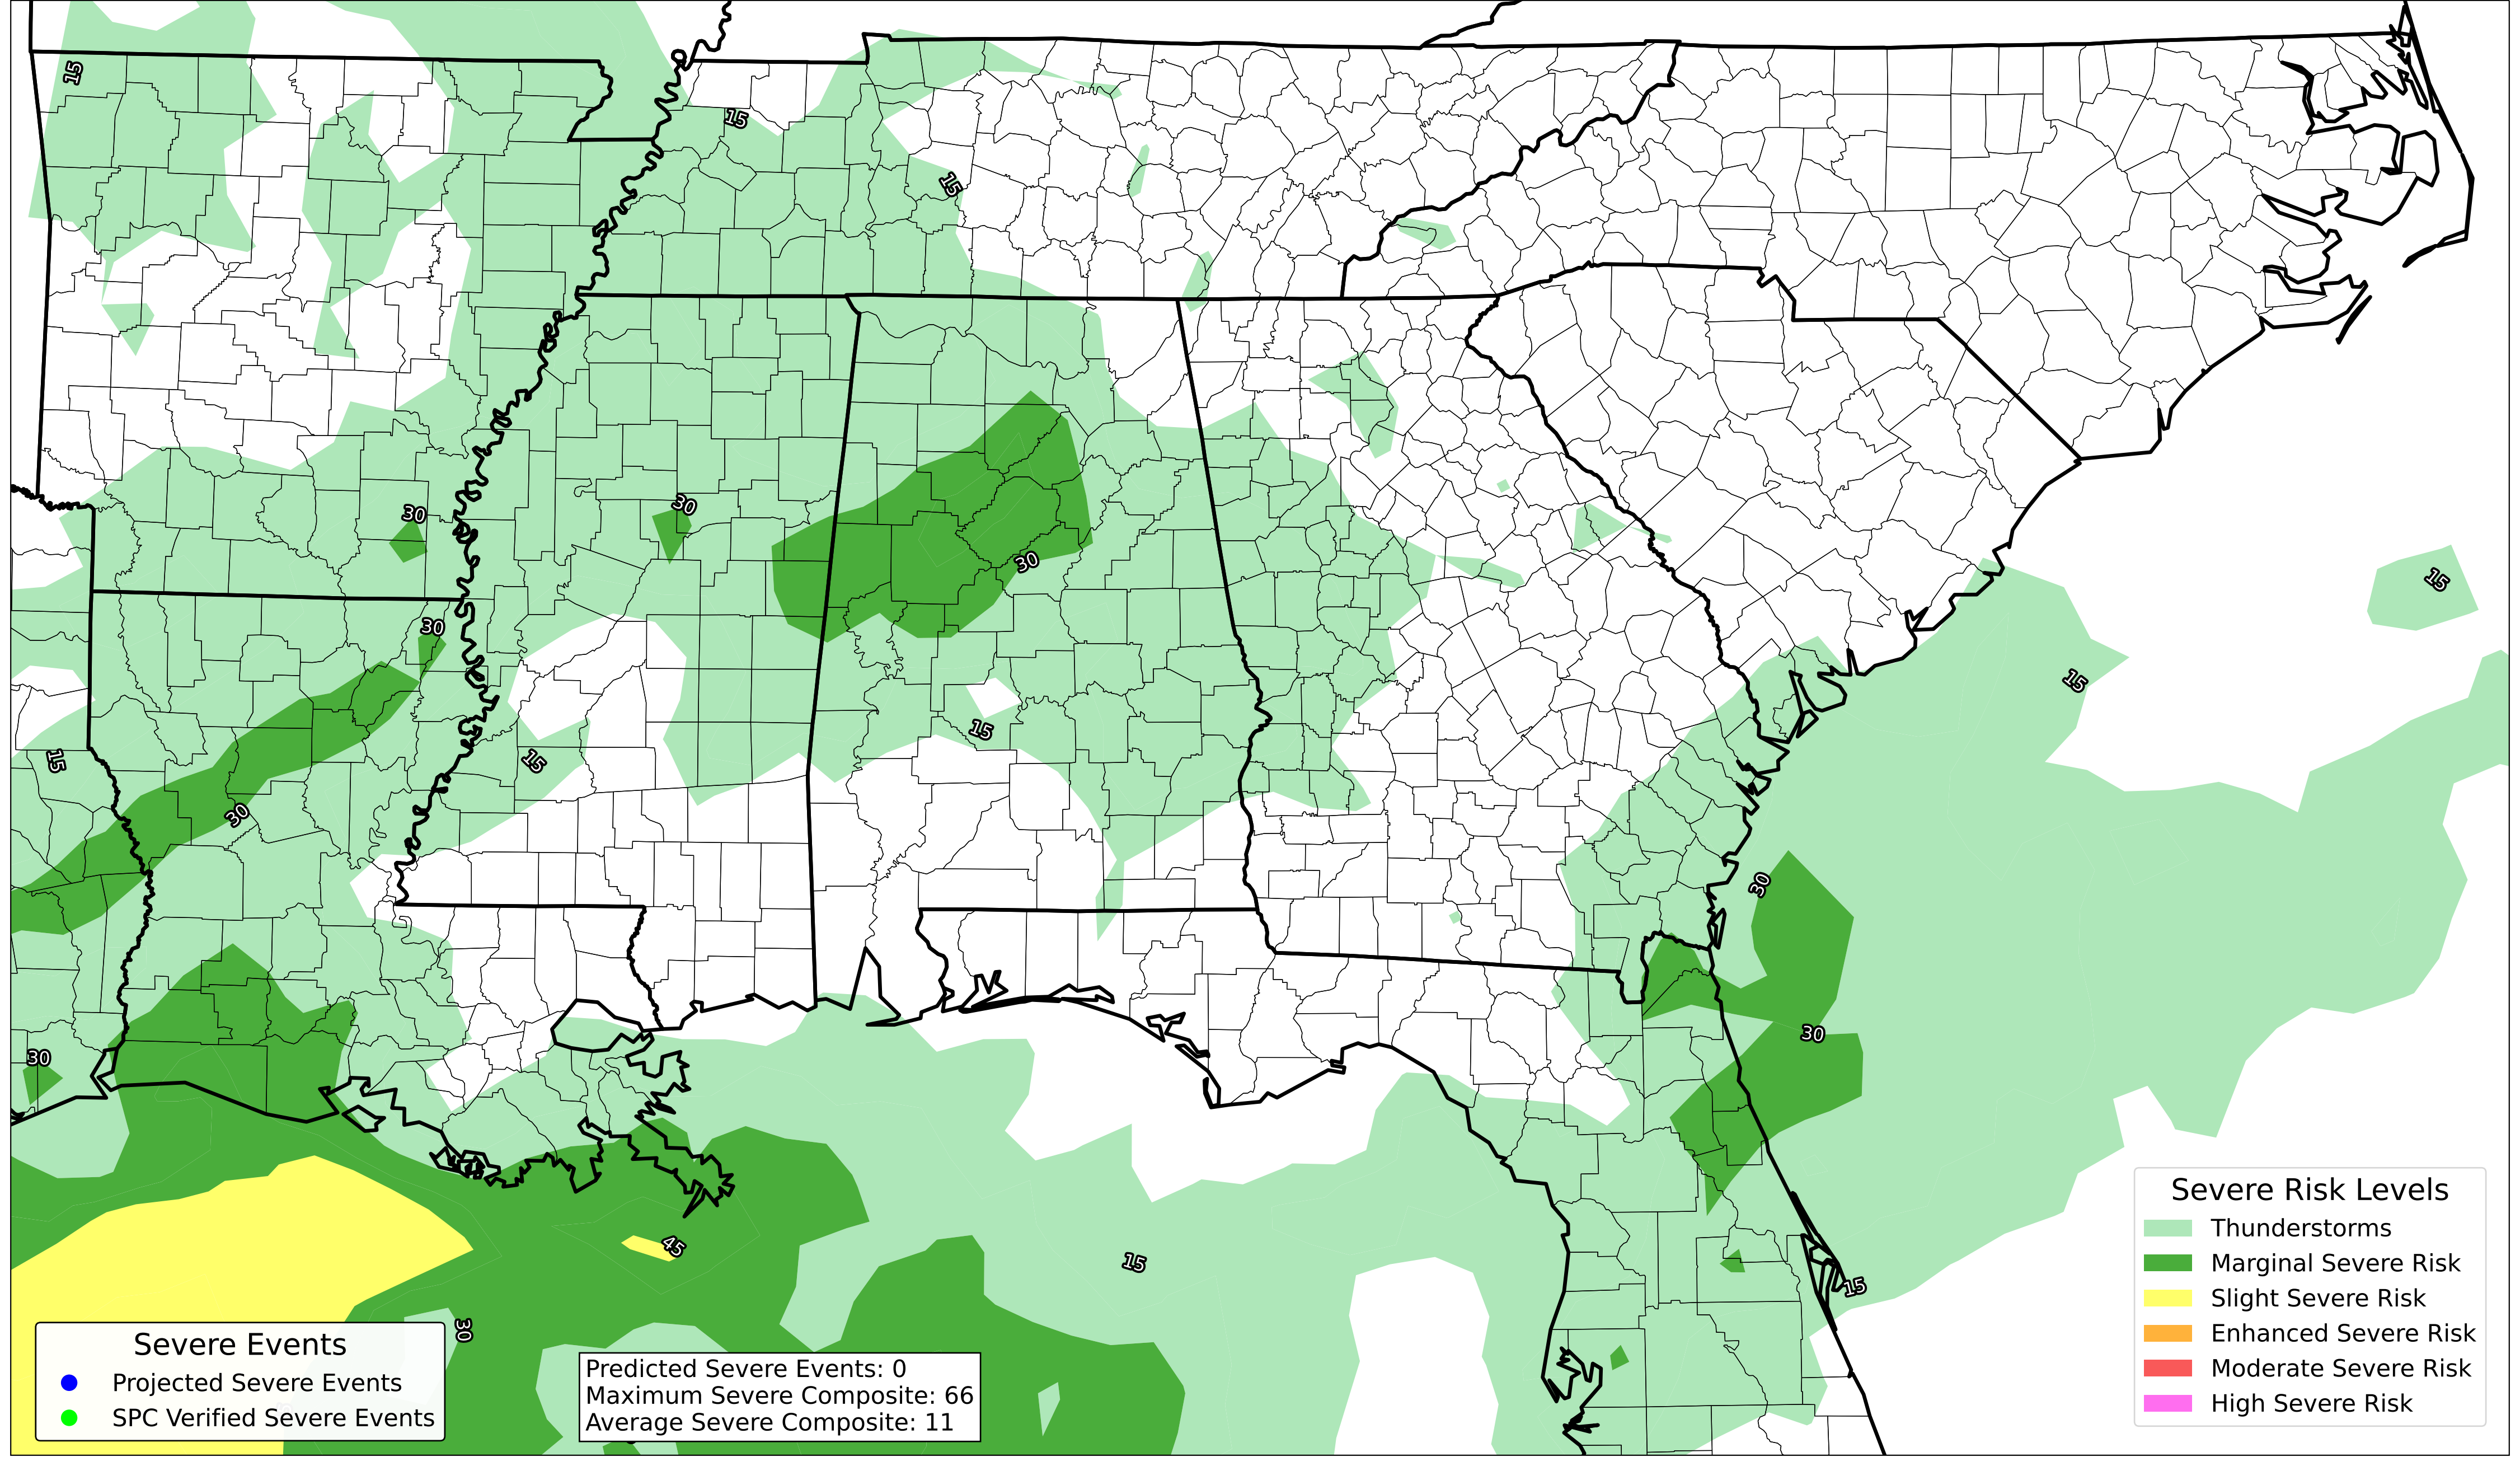 15
15
15
30
30
30
30
15
15
15
15
15
30
30
30
30
45
15
15
30
Severe Risk Levels
Thunderstorms
Marginal Severe Risk
Slight Severe Risk
Enhanced Severe Risk
Moderate Severe Risk
High Severe Risk
Severe Events
Projected Severe Events
SPC Verified Severe Events
Predicted Severe Events: 0
Maximum Severe Composite: 66
Average Severe Composite: 11